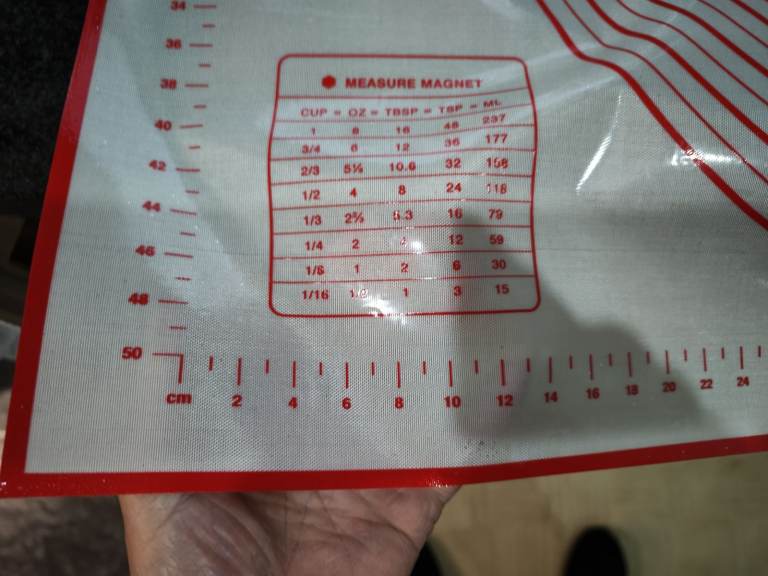 34
36
38
40
42
44
46
48
50
MEASURE MAGNET
CUP = OZ = TBSP = TSP = ML
1 8 16 48 237
3/4 6 12 36 177
2/3 5⅓ 10.6 32 158
1/2 4 8 24 118
1/3 2⅔ 5.3 16 79
1/4 2 12 59
1/8 1 2 6 30
1/16 1 3 15
cm 2 4 6 8 10 12 14 16 18 20 22 24